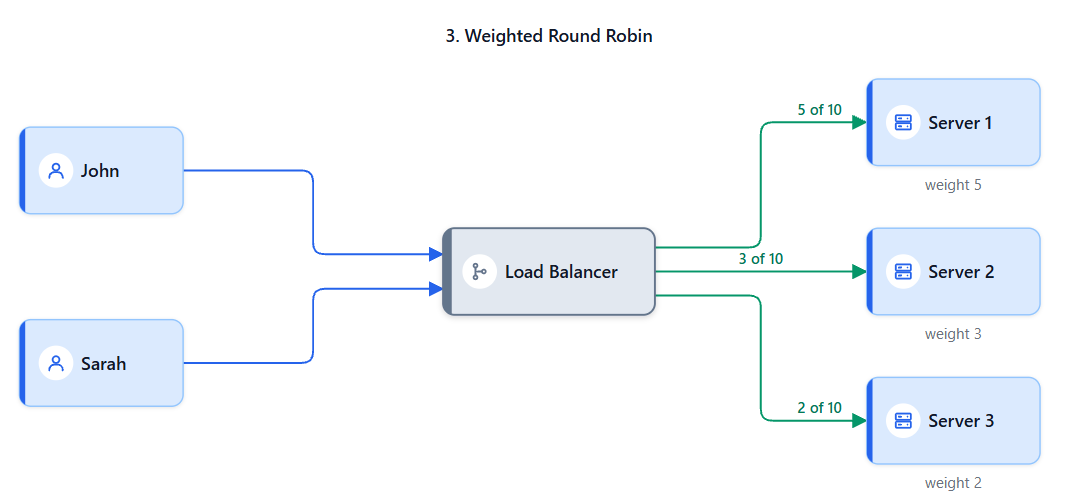 3. Weighted Round Robin
John
Sarah
Load Balancer
5 of 10
3 of 10
2 of 10
Server 1
weight 5
Server 2
weight 3
Server 3
weight 2